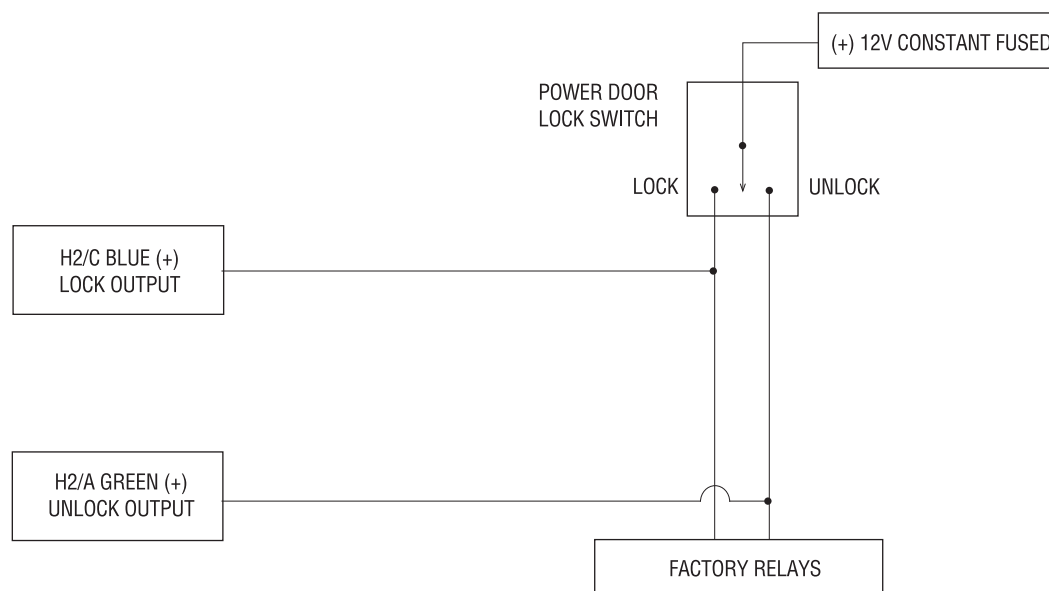 (+) 12V CONSTANT FUSED
POWER DOOR
LOCK SWITCH
LOCK
UNLOCK
H2/C BLUE (+)
LOCK OUTPUT
H2/A GREEN (+)
UNLOCK OUTPUT
FACTORY RELAYS